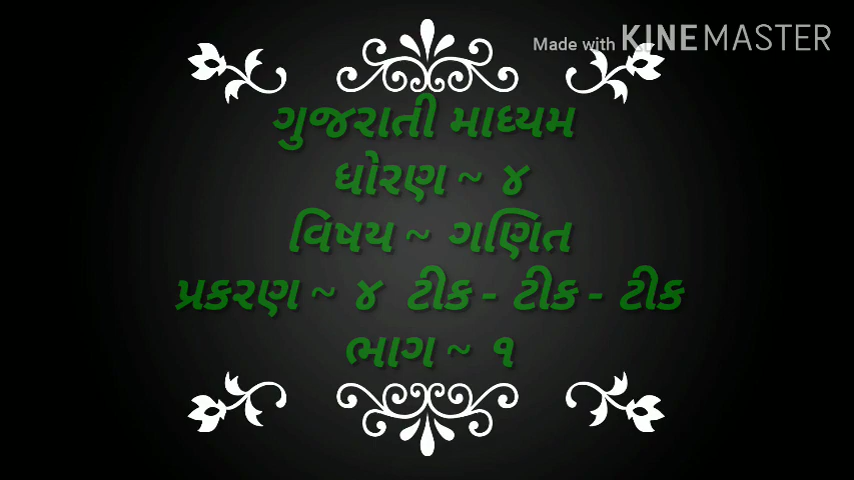 Made with KINEMASTER
ગુજરાતી માધ્યમ
ધોરણ ~ ૪
વિષય ~ ગણિત
પ્રકરણ ~ ૪ ટીક - ટીક - ટીક
ભાગ ~ ૧